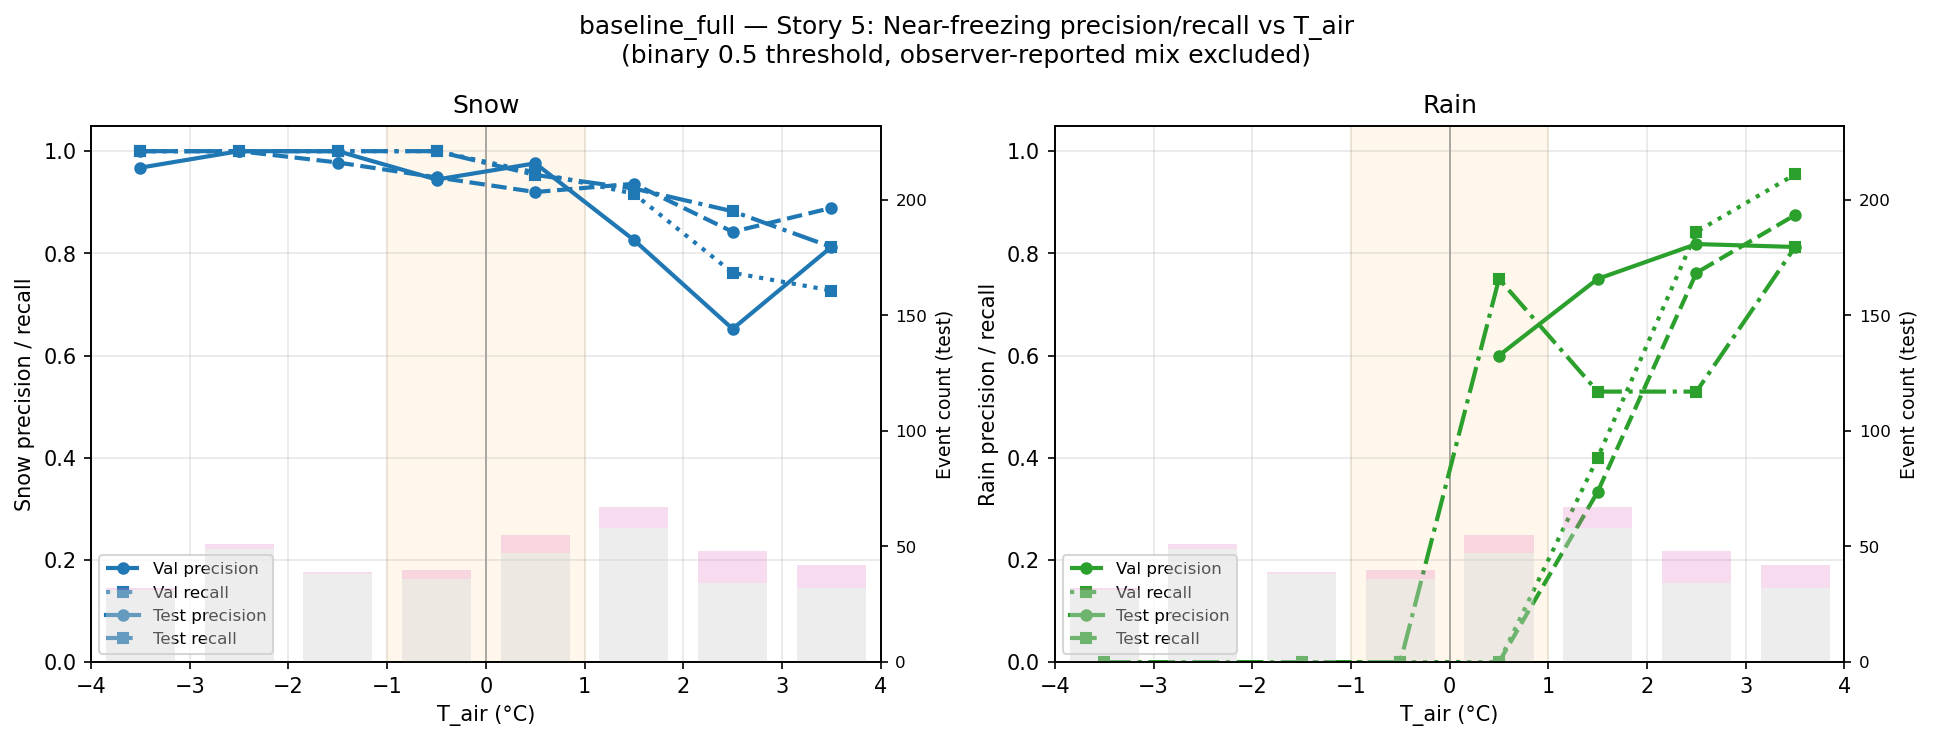 baseline_full — Story 5: Near-freezing precision/recall vs T_air
(binary 0.5 threshold, observer-reported mix excluded)
Snow
Snow precision / recall
1.0
0.8
0.6
0.4
0.2
0.0
Val precision
Val recall
Test precision
Test recall
−4
−3
−2
−1
0
1
2
3
4
T_air (°C)
200
150
100
50
0
Event count (test)
Rain
Rain precision / recall
1.0
0.8
0.6
0.4
0.2
0.0
Val precision
Val recall
Test precision
Test recall
−4
−3
−2
−1
0
1
2
3
4
T_air (°C)
200
150
100
50
0
Event count (test)